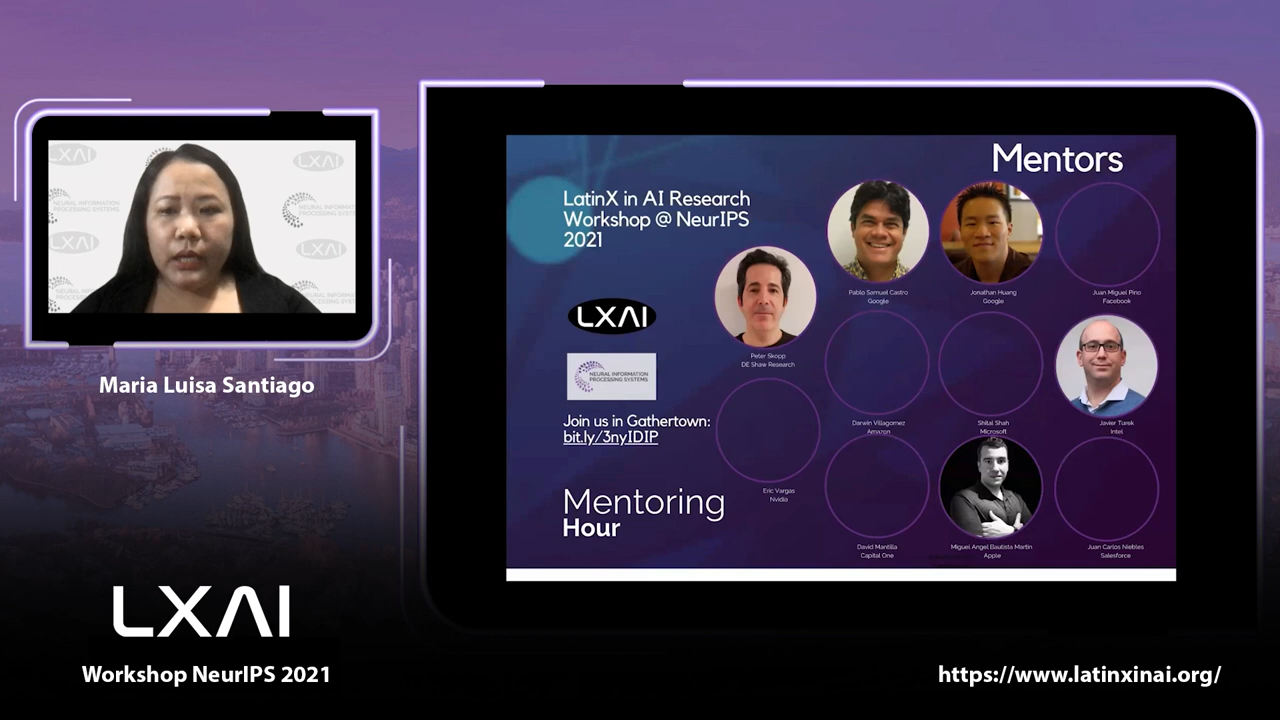 LXAI
LXAI
NEURAL INFORMATION
PROCESSING SYSTEMS
LXAI
LXAI
Maria Luisa Santiago
LXAI
Workshop NeurIPS 2021
Mentors
LatinX in AI Research
Workshop @ NeurIPS
2021
LXAI
NEURAL INFORMATION
PROCESSING SYSTEMS
Join us in Gathertown:
bit.ly/3nyIDIP
Mentoring
Hour
Pablo Samuel Castro
Google
Jonathan Huang
Google
Juan Miguel Pino
Facebook
Peter Skopp
DE Shaw Research
Darwin Villagomez
Amazon
Shital Shah
Microsoft
Javier Turek
Intel
Eric Vargas
Nvidia
David Mantilla
Capital One
Miguel Angel Bautista Martin
Apple
Juan Carlos Niebles
Salesforce
https://www.latinxinai.org/